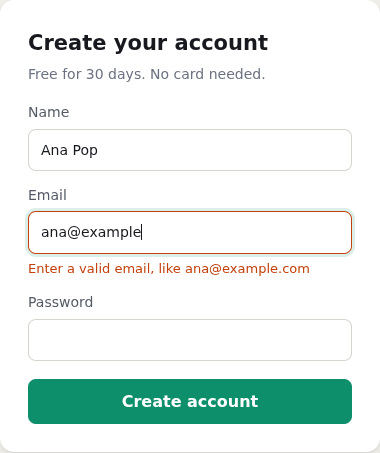 Create your account
Free for 30 days. No card needed.
Name
Ana Pop
Email
ana@example
Enter a valid email, like ana@example.com
Password
Create account